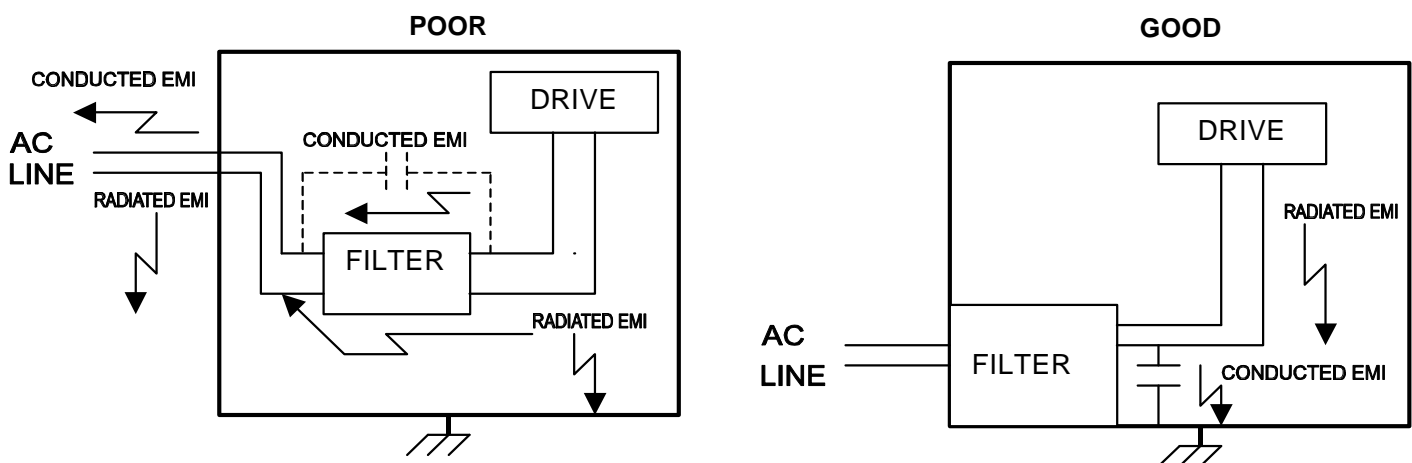 POOR
CONDUCTED EMI
DRIVE
CONDUCTED EMI
AC
LINE
RADIATED EMI
FILTER
RADIATED EMI
GOOD
DRIVE
RADIATED EMI
AC
LINE
FILTER
CONDUCTED EMI